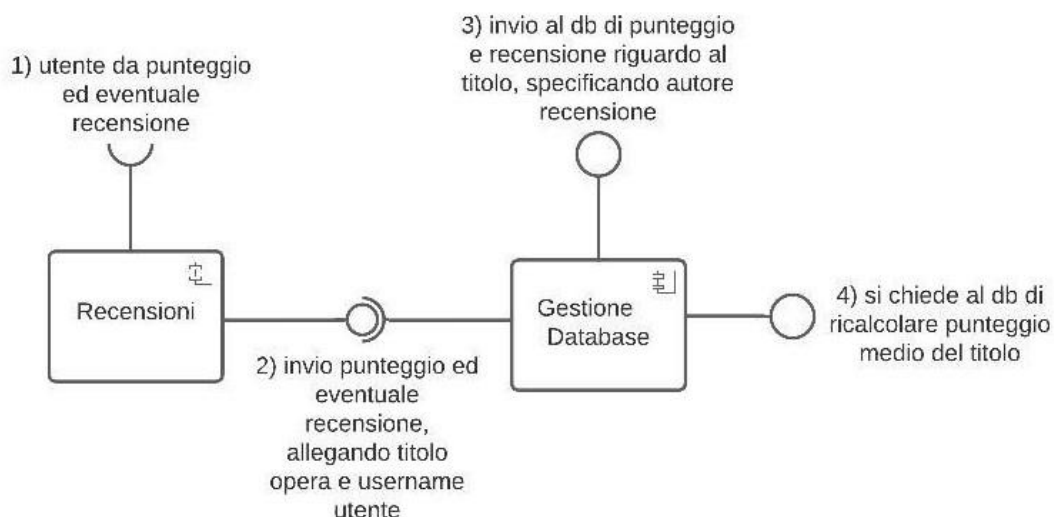 1) utente da punteggio
ed eventuale
recensione
3) invio al db di punteggio
e recensione riguardo al
titolo, specificando autore
recensione
Recensioni
2) invio punteggio ed
eventuale
recensione,
allegando titolo
opera e username
utente
Gestione
Database
4) si chiede al db di
ricalcolare punteggio
medio del titolo